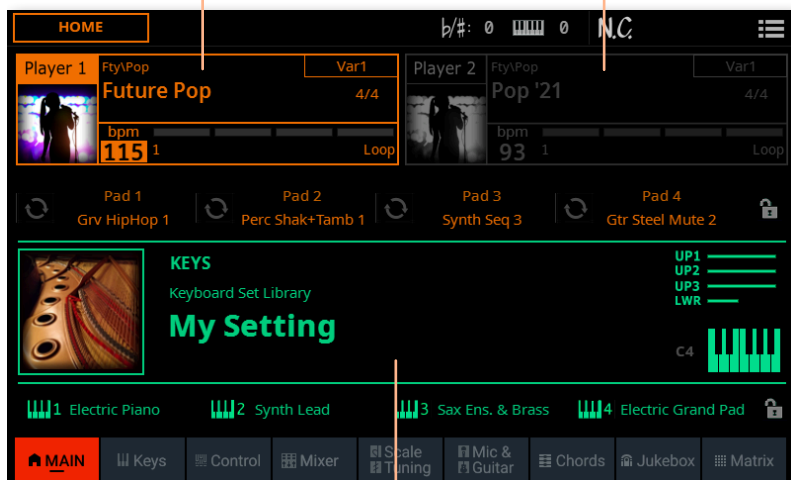 HOME
b/#: 0 0 N.C.
Player 1 Fty\Pop Var1
Future Pop 4/4
bpm
115 1 Loop
Player 2 Fty\Pop Var1
Pop '21 4/4
bpm
93 1 Loop
Pad 1 Pad 2 Pad 3 Pad 4
Grv HipHop 1 Perc Shak+Tamb 1 Synth Seq 3 Gtr Steel Mute 2
KEYS
Keyboard Set Library
My Setting
UP1
UP2
UP3
LWR
C4
1 Electric Piano 2 Synth Lead 3 Sax Ens. & Brass 4 Electric Grand Pad
MAIN Keys Control Mixer Scale Tuning Mic & Guitar Chords Jukebox Matrix